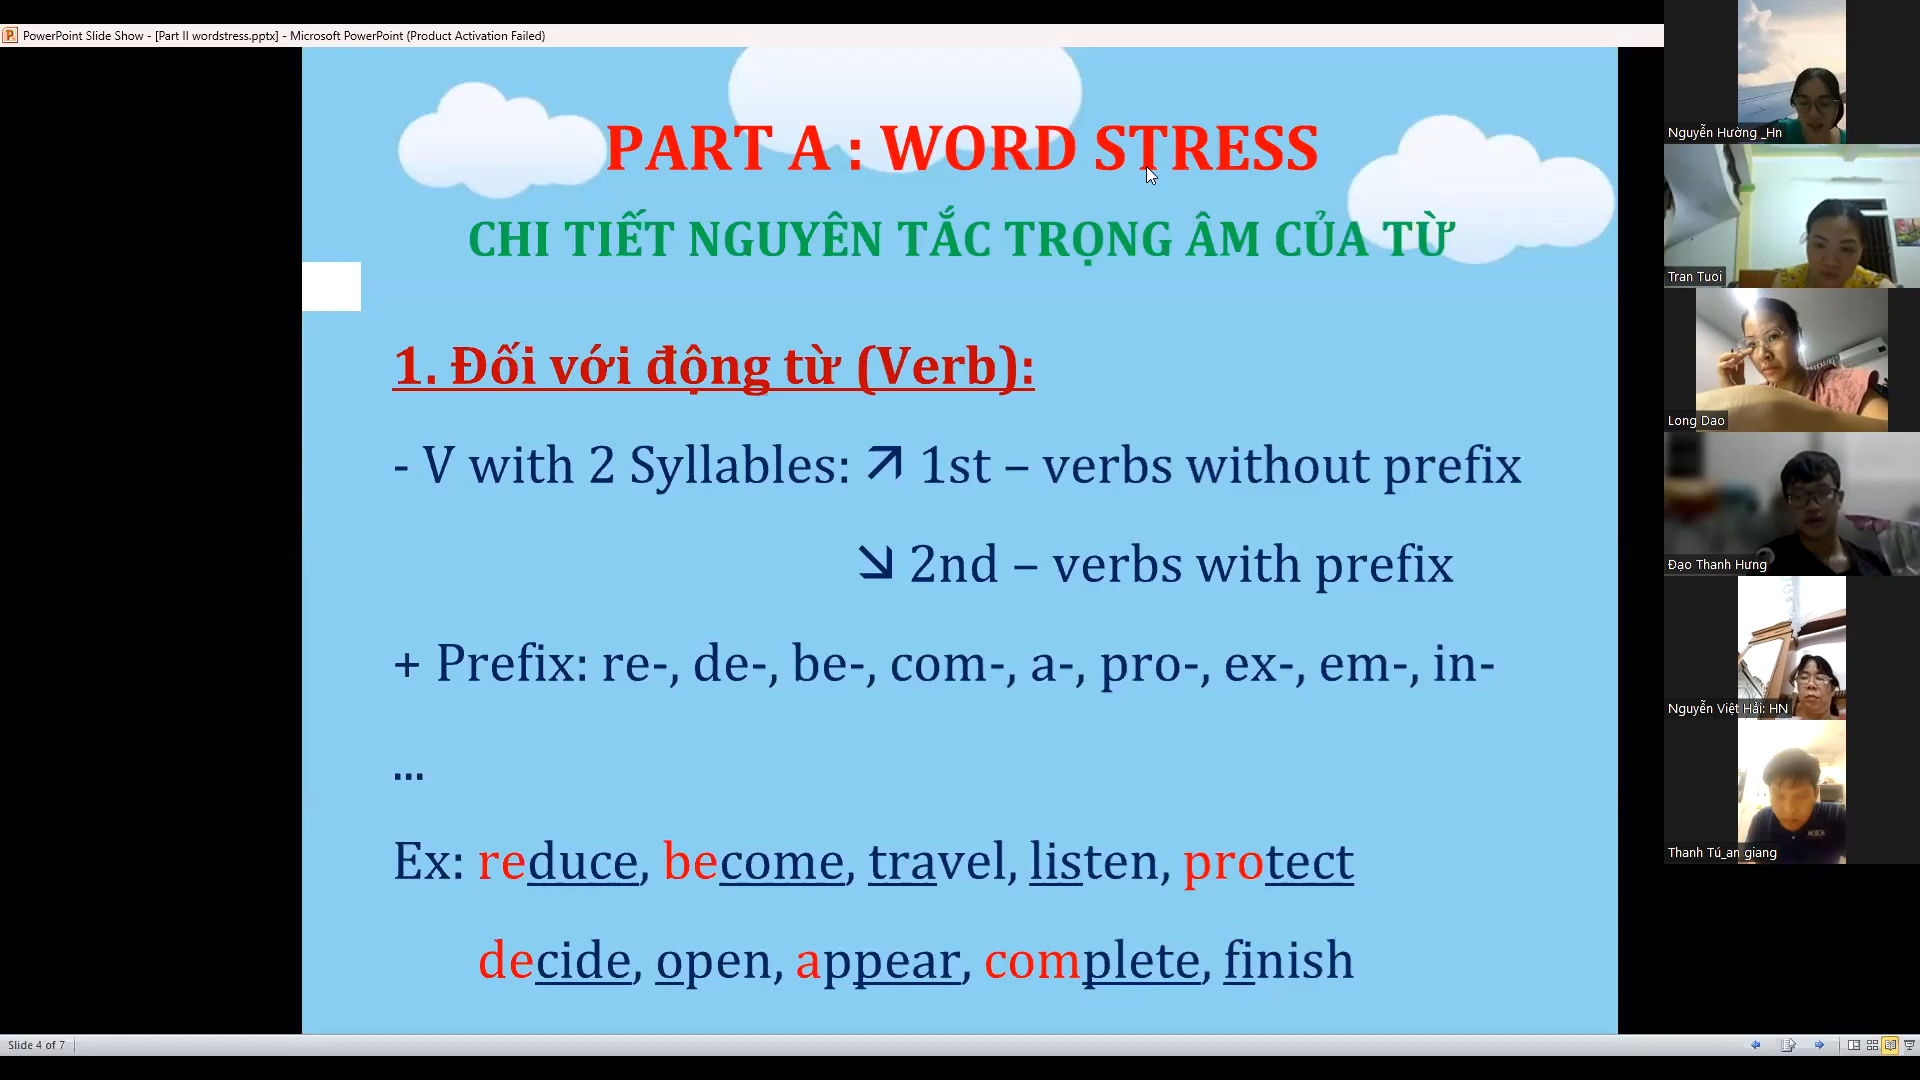 PowerPoint Slide Show - [Part II wordstress.pptx] - Microsoft PowerPoint (Product Activation Failed)
PART A : WORD STRESS
CHI TIẾT NGUYÊN TẮC TRỌNG ÂM CỦA TỪ
1. Đối với động từ (Verb):
- V with 2 Syllables: ↗ 1st – verbs without prefix
↘ 2nd – verbs with prefix
+ Prefix: re-, de-, be-, com-, a-, pro-, ex-, em-, in-
...
Ex: reduce, become, travel, listen, protect
decide, open, appear, complete, finish
Slide 4 of 7
Nguyễn Hường _Hn
Tran Tuoi
Long Dao
Đạo Thanh Hưng
Nguyễn Việt Hải: HN
Thanh Tú_an giang